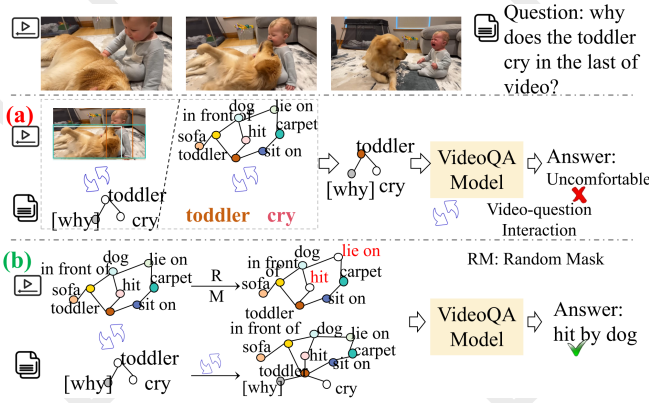 Question: why
does the toddler
cry in the last of
video?
(a)
in front of
dog
lie on
sofa
hit
carpet
toddler
sit on
toddler
[why]
cry
toddler cry
toddler
[why]
cry
VideoQA
Model
Answer:
Uncomfortable
Video-question
Interaction
(b)
in front of
dog
lie on
sofa
hit
carpet
toddler
sit on
R
M
in front
of
dog
lie on
hit
sofa
carpet
toddler
sit on
RM: Random Mask
toddler
[why]
cry
in front of
dog
lie on
sofa
hit
carpet
toddler
sit on
[why]
cry
VideoQA
Model
Answer:
hit by dog